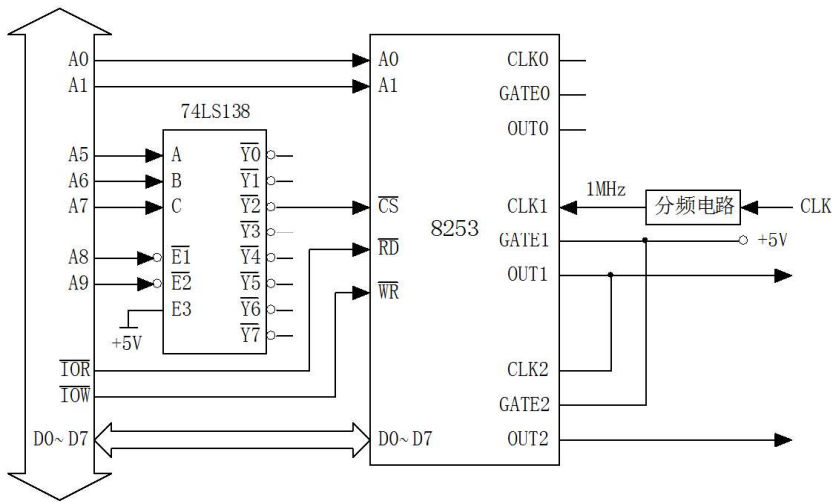 A0
A1
74LS138
A5
A6
A7
A8
A9
A
B
C
E1
E2
E3
+5V
Y0
Y1
Y2
Y3
Y4
Y5
Y6
Y7
IOR
IOW
D0~D7
A0
A1
CS
RD
WR
D0~D7
8253
CLK0
GATE0
OUT0
CLK1
GATE1
OUT1
CLK2
GATE2
OUT2
1MHz
分频电路
CLK
+5V